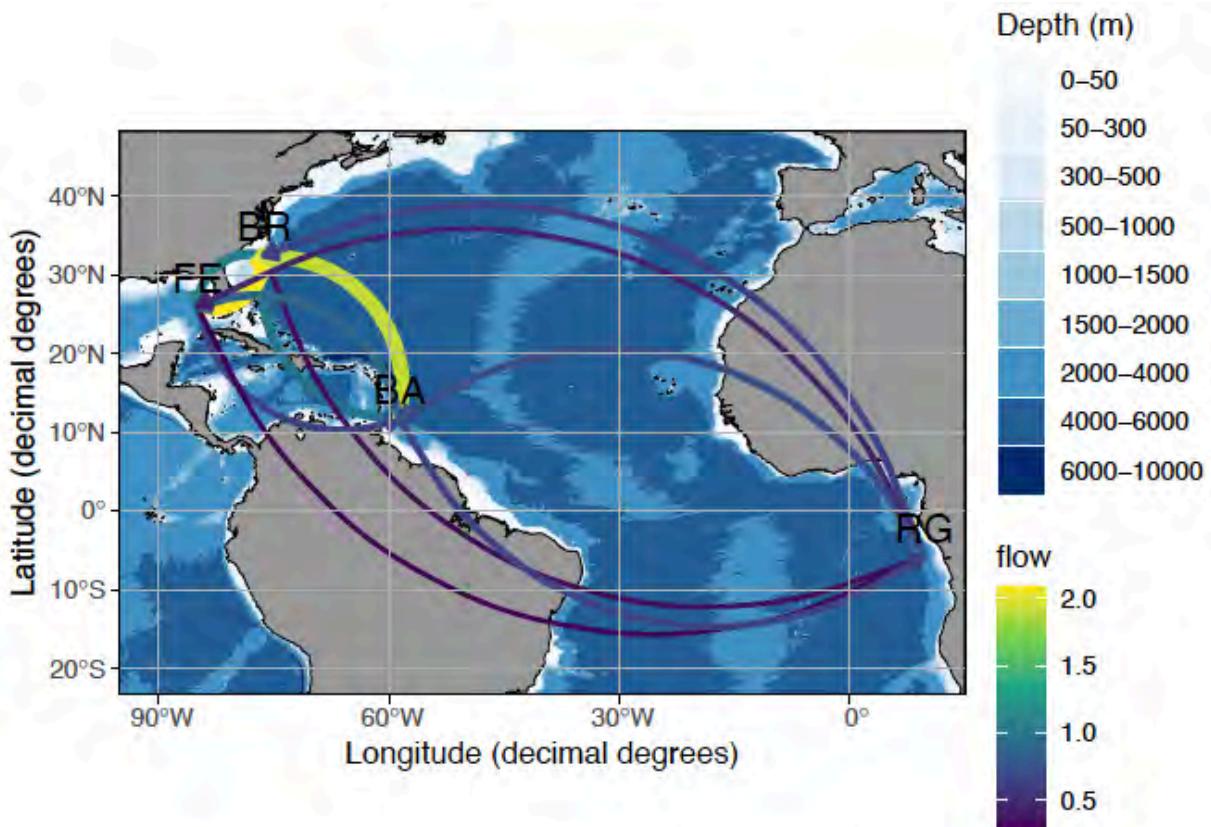 Depth (m)
0–50
50–300
300–500
500–1000
1000–1500
1500–2000
2000–4000
4000–6000
6000–10000
flow
2.0
1.5
1.0
0.5
Latitude (decimal degrees)
40°N
30°N
20°N
10°N
0°
10°S
20°S
BR
FE
BA
RG
90°W 60°W 30°W 0°
Longitude (decimal degrees)